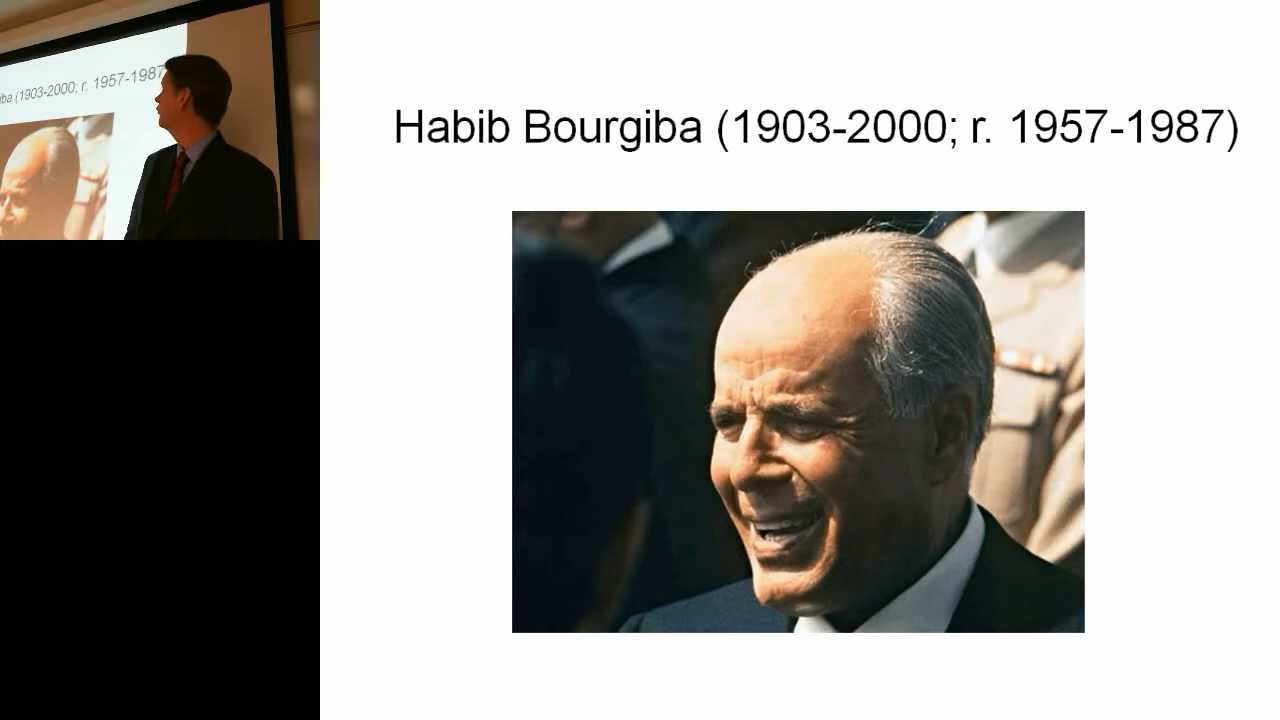 iba (1903-2000; r. 1957-1987
Habib Bourgiba (1903-2000; r. 1957-1987)